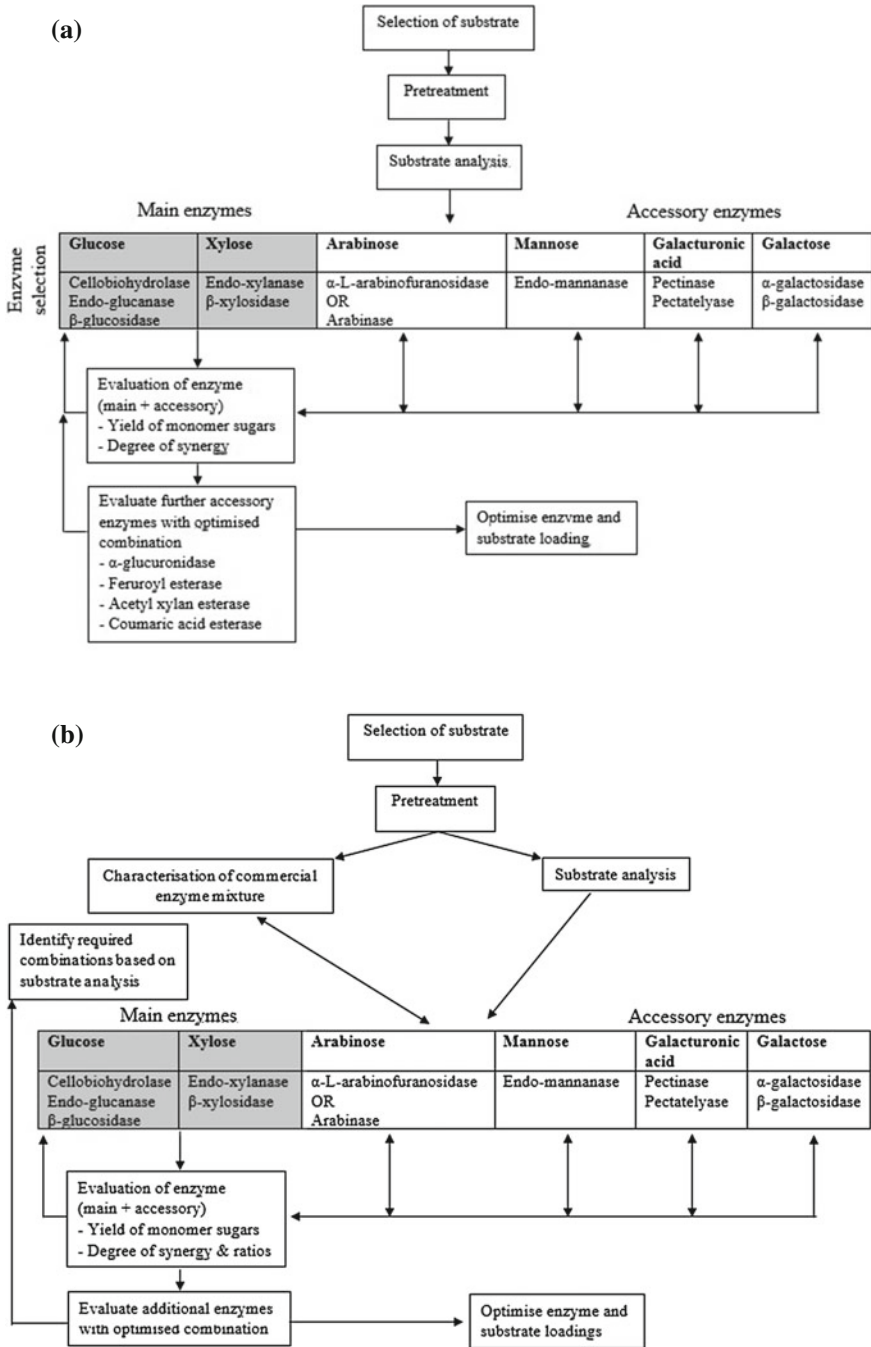 (a)
Selection of substrate
Pretreatment
Substrate analysis.
Main enzymes
Accessory enzymes
Enzyme
selection
Glucose
Xylose
Arabinose
Mannose
Galacturonic
acid
Galactose
Cellobiohydrolase
Endo-glucanase
β-glucosidase
Endo-xylanase
β-xylosidase
α-L-arabinofuranosidase
OR
Arabinase
Endo-mannanase
Pectinase
Pectatelyase
α-galactosidase
β-galactosidase
Evaluation of enzyme
(main + accessory)
- Yield of monomer sugars
- Degree of synergy
Evaluate further accessory
enzymes with optimised
combination
- α-glucuronidase
- Feruroyl esterase
- Acetyl xylan esterase
- Coumaric acid esterase
Optimise enzyme and
substrate loading
(b)
Selection of substrate
Pretreatment
Characterisation of commercial
enzyme mixture
Substrate analysis
Identify required
combinations based on
substrate analysis
Main enzymes
Accessory enzymes
Glucose
Xylose
Arabinose
Mannose
Galacturonic
acid
Galactose
Cellobiohydrolase
Endo-glucanase
β-glucosidase
Endo-xylanase
β-xylosidase
α-L-arabinofuranosidase
OR
Arabinase
Endo-mannanase
Pectinase
Pectatelyase
α-galactosidase
β-galactosidase
Evaluation of enzyme
(main + accessory)
- Yield of monomer sugars
- Degree of synergy & ratios
Evaluate additional enzymes
with optimised combination
Optimise enzyme and
substrate loadings